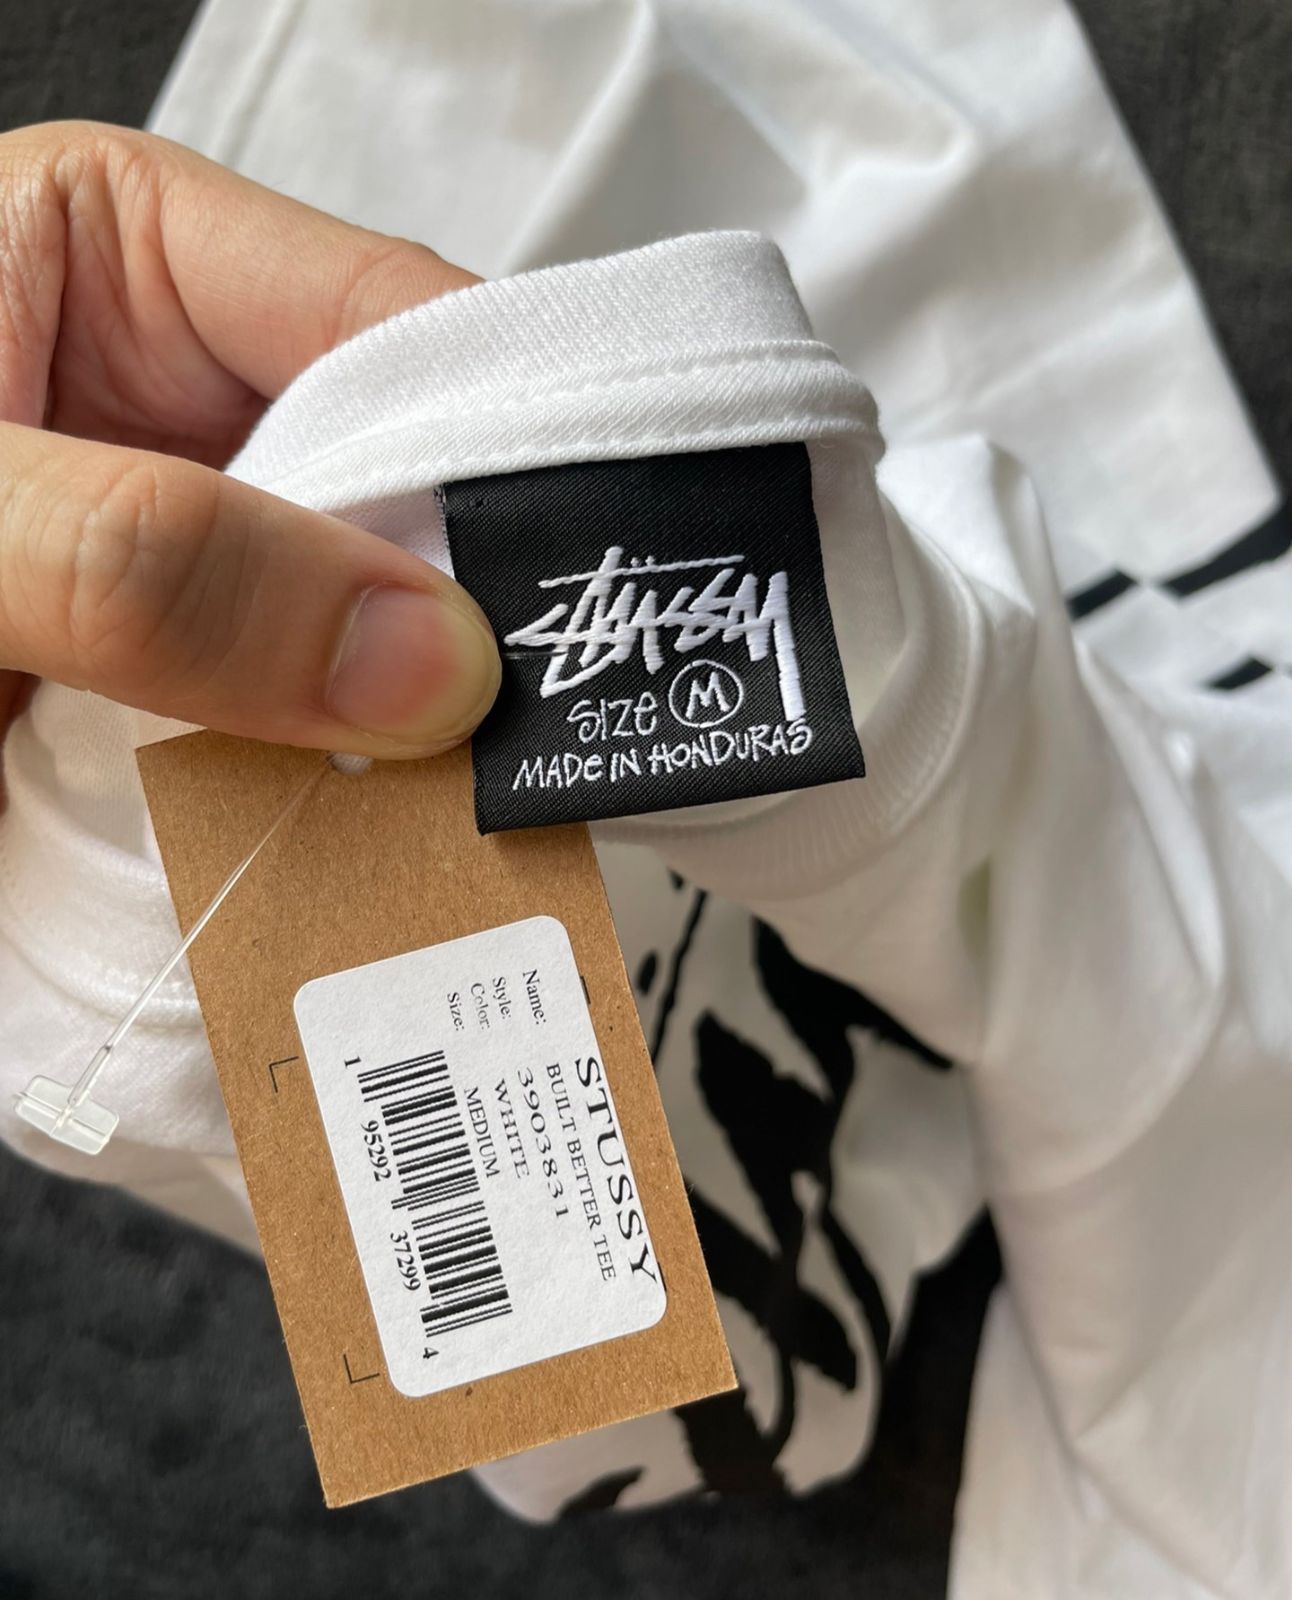 STÜSSY
SIZE M
MADE IN HONDURAS
STUSSY
Name: BUILT BETTER TEE
Style: 3903831
Color: WHITE
Size: MEDIUM
1 95292 37299 4